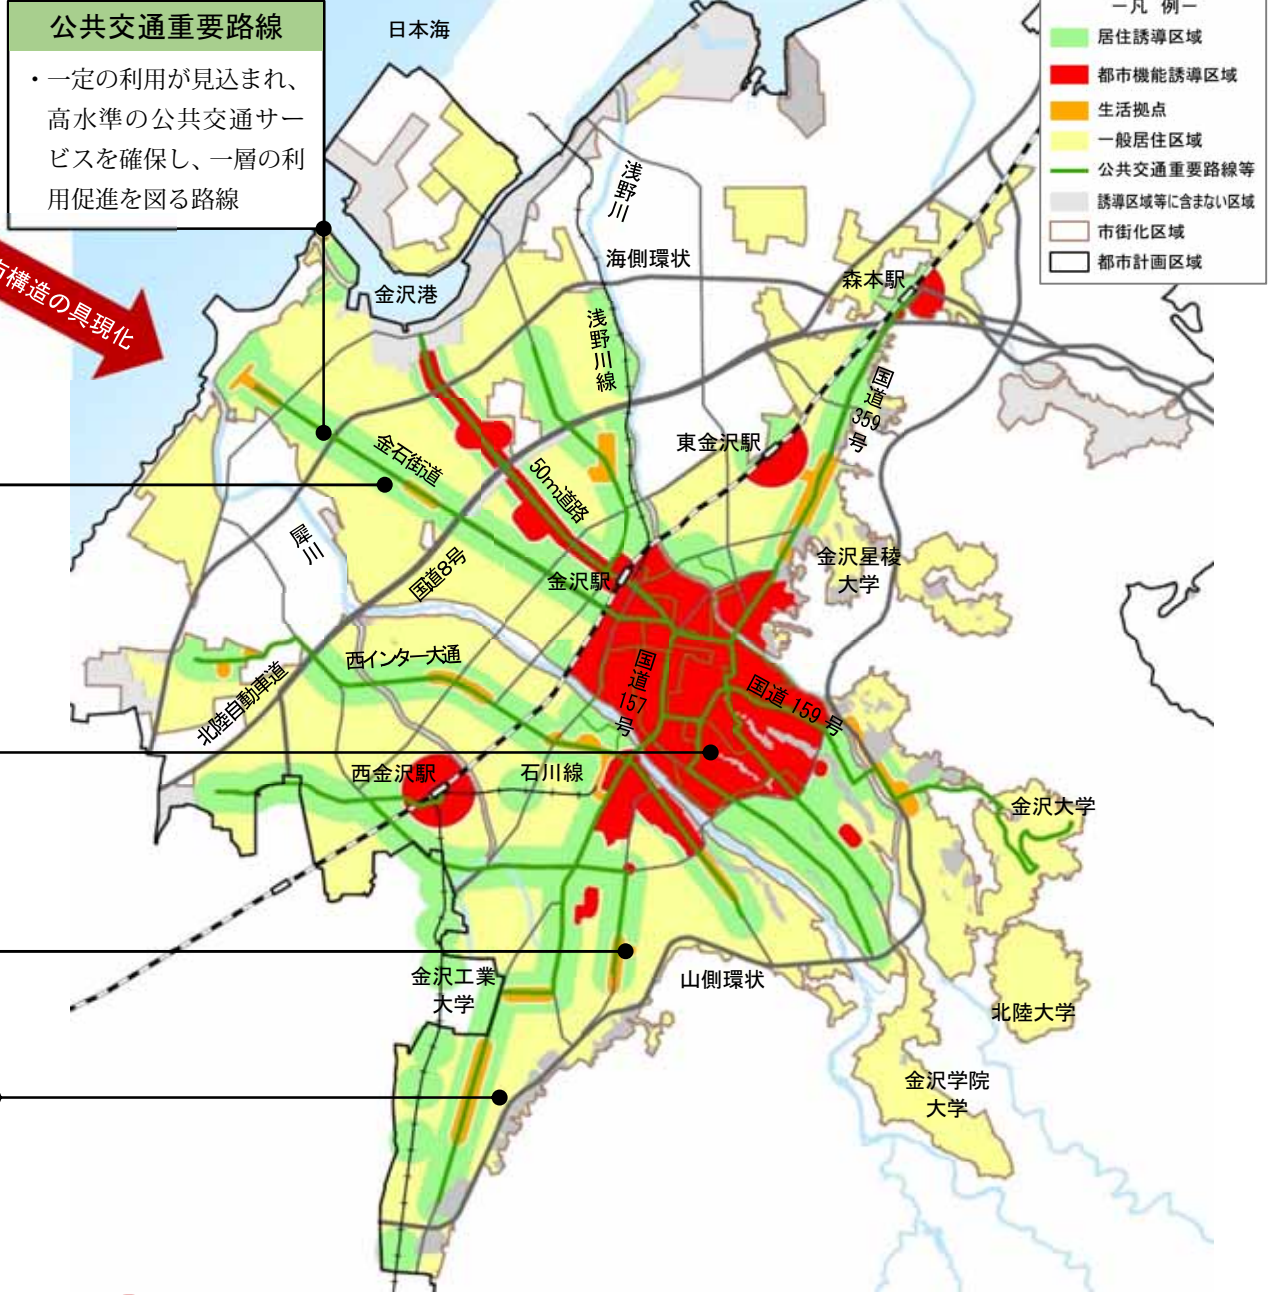 公共交通重要路線
・一定の利用が見込まれ、
高水準の公共交通サー
ビスを確保し、一層の利
用促進を図る路線
構造の具現化
日本海
－凡 例－
居住誘導区域
都市機能誘導区域
生活拠点
一般居住区域
公共交通重要路線等
誘導区域等に含まない区域
市街化区域
都市計画区域
浅野川
海側環状
森本駅
金沢港
浅野川線
国道359号
東金沢駅
金石街道
50m道路
犀川
国道8号
金沢駅
金沢星稜
大学
西インター大通
国道157号
国道 159 号
北陸自動車道
西金沢駅
石川線
金沢大学
金沢工業
大学
山側環状
北陸大学
金沢学院
大学